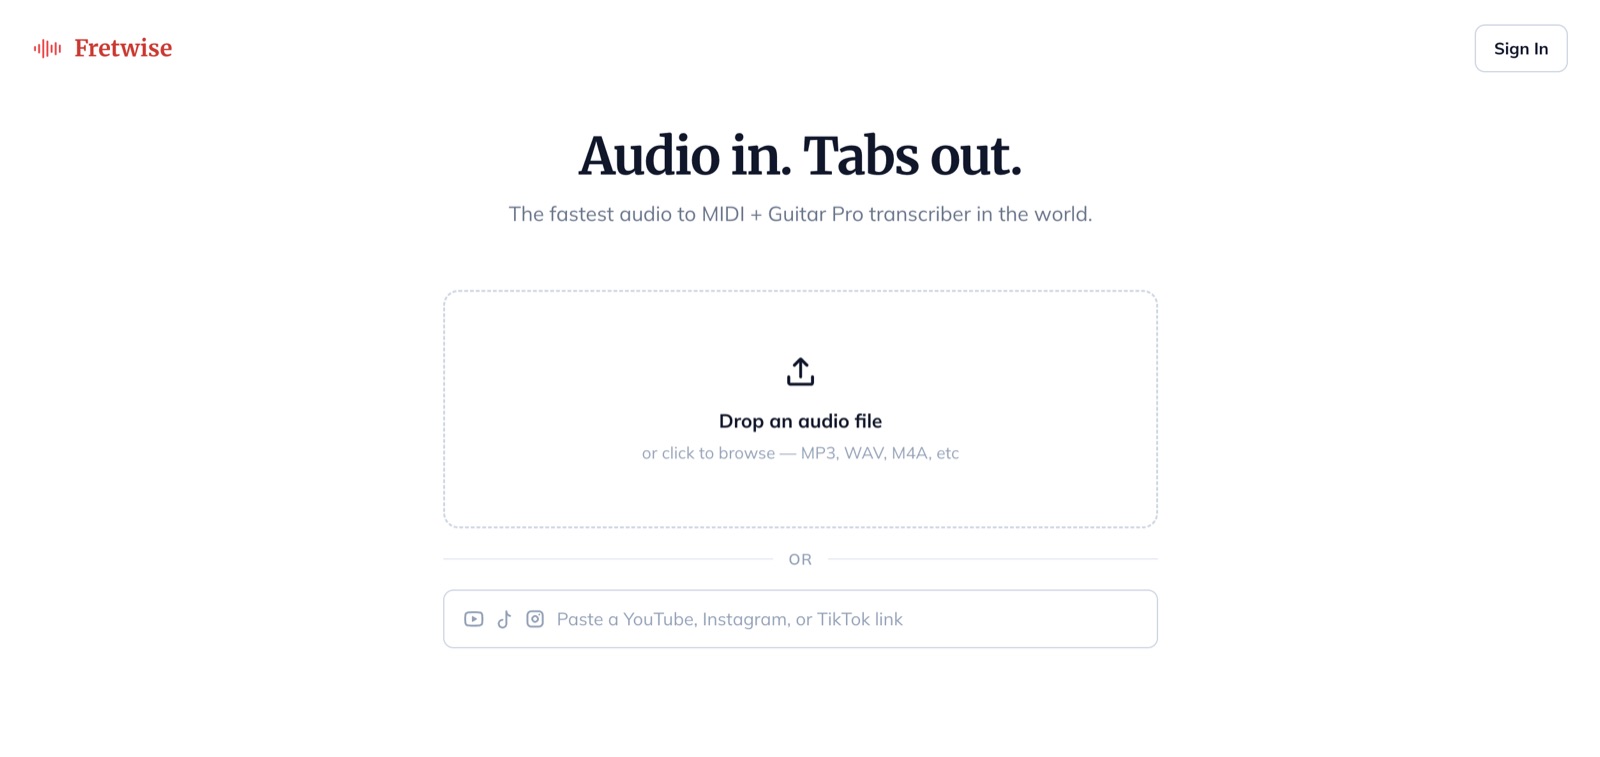 Fretwise
Sign In
Audio in. Tabs out.
The fastest audio to MIDI + Guitar Pro transcriber in the world.
Drop an audio file
or click to browse — MP3, WAV, M4A, etc
OR
Paste a YouTube, Instagram, or TikTok link